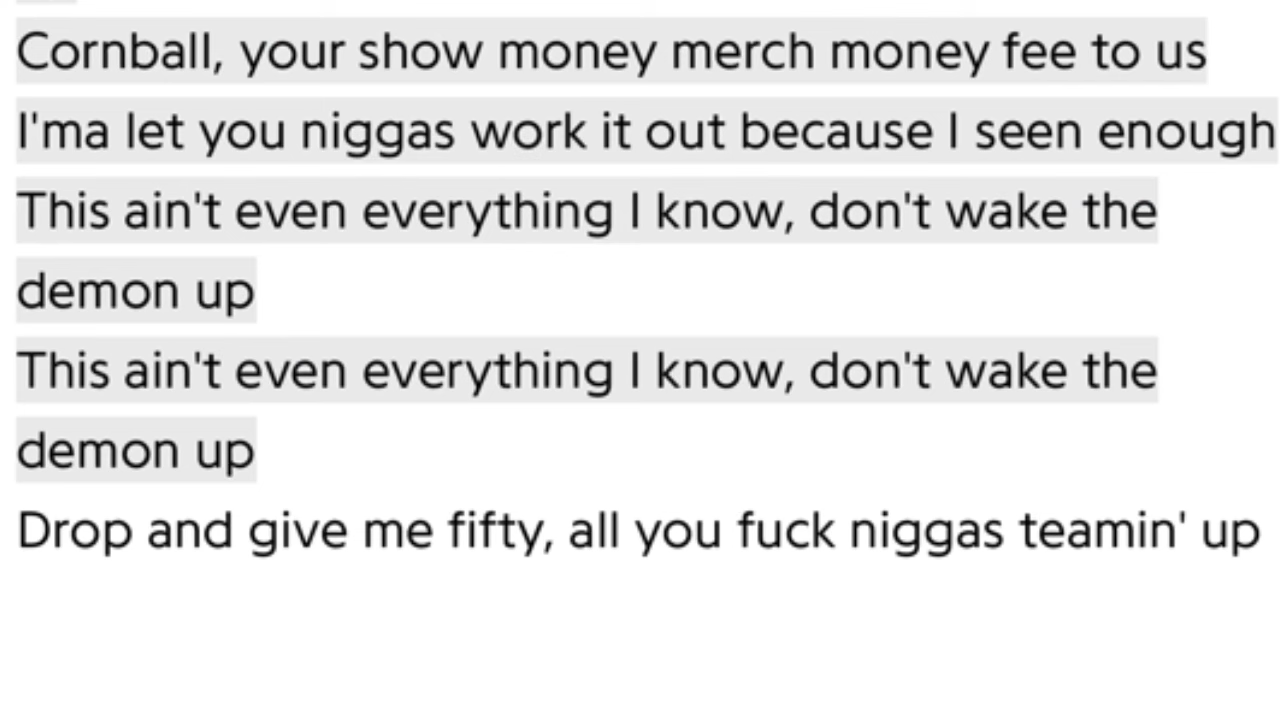 Cornball, your show money merch money fee to us
I'ma let you niggas work it out because I seen enough
This ain't even everything I know, don't wake the
demon up
This ain't even everything I know, don't wake the
demon up
Drop and give me fifty, all you fuck niggas teamin' up